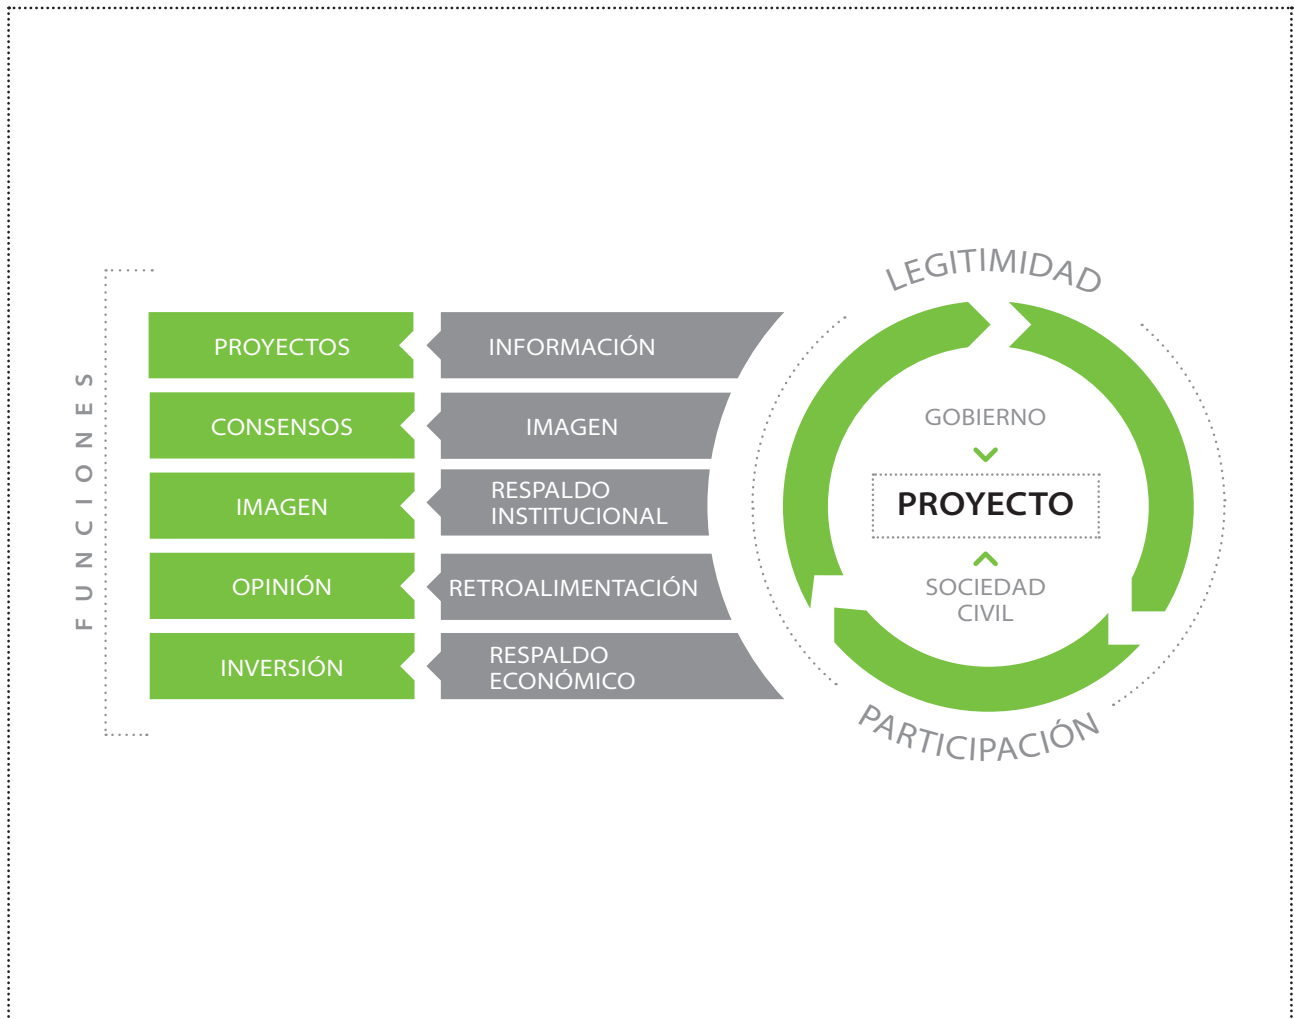 FUNCIONES
PROYECTOS
INFORMACIÓN
CONSENSOS
IMAGEN
IMAGEN
RESPALDO
INSTITUCIONAL
OPINIÓN
RETROALIMENTACIÓN
INVERSIÓN
RESPALDO
ECONÓMICO
LEGITIMIDAD
GOBIERNO
PROYECTO
SOCIEDAD
CIVIL
PARTICIPACIÓN